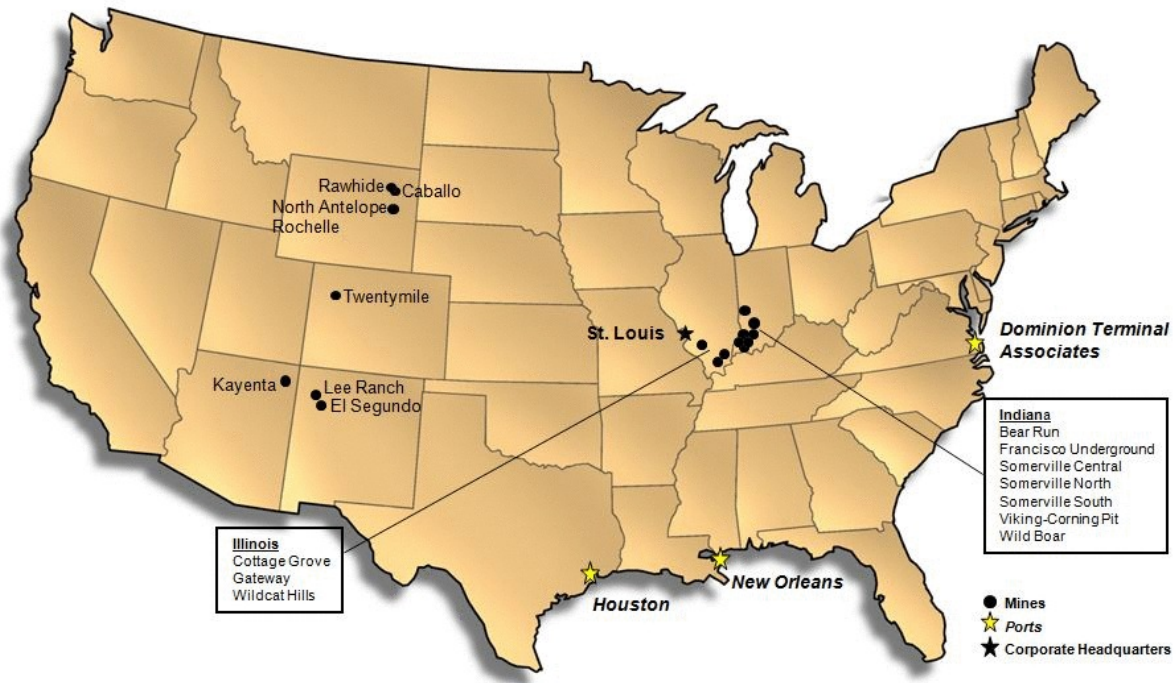 Rawhide
Caballo
North Antelope
Rochelle
Twentymile
St. Louis
Dominion Terminal
Associates
Kayenta
Lee Ranch
El Segundo
Indiana
Bear Run
Francisco Underground
Somerville Central
Somerville North
Somerville South
Viking-Corning Pit
Wild Boar
Illinois
Cottage Grove
Gateway
Wildcat Hills
New Orleans
Houston
Mines
Ports
Corporate Headquarters